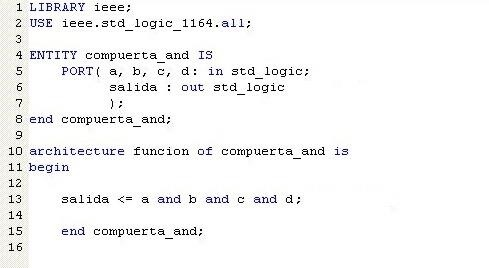 1 LIBRARY ieee;
2 USE ieee.std_logic_1164.all;
3
4 ENTITY compuerta_and IS
5 PORT( a, b, c, d: in std_logic;
6 salida : out std_logic
7 );
8 end compuerta_and;
9
10 architecture funcion of compuerta_and is
11 begin
12
13 salida <= a and b and c and d;
14
15 end compuerta_and;
16